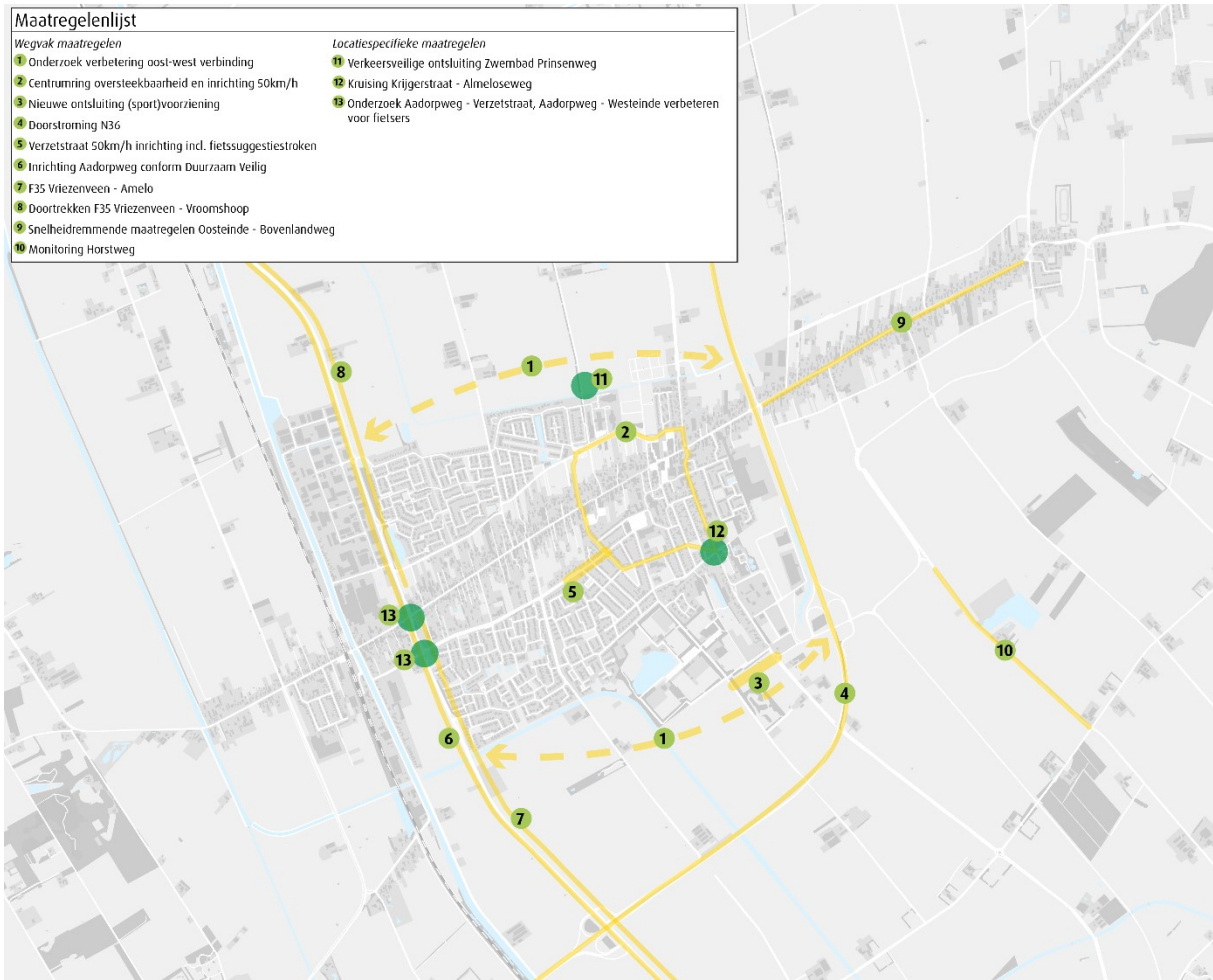 Maatregelenlijst
Wegvak maatregelen
1 Onderzoek verbetering oost-west verbinding
2 Centrumring oversteekbaarheid en inrichting 50km/h
3 Nieuwe ontsluiting (sport)voorziening
4 Doorstroming N36
5 Verzetstraat 50km/h inrichting incl. fietssuggestiestroken
6 Inrichting Aadorpweg conform Duurzaam Veilig
7 F35 Vriezenveen - Amelo
8 Doortrekken F35 Vriezenveen - Vroomshoop
9 Snelheidremmende maatregelen Oosteinde - Bovenlandweg
10 Monitoring Horstweg
Locatiespecifieke maatregelen
11 Verkeersveilige ontsluiting Zwembad Prinsenweg
12 Kruising Krijgerstraat - Almeloseweg
13 Onderzoek Aadorpweg - Verzetstraat, Aadorpweg - Westeinde verbeteren
voor fietsers
9
1
8
11
2
12
5
13
13
10
3
4
6
1
7